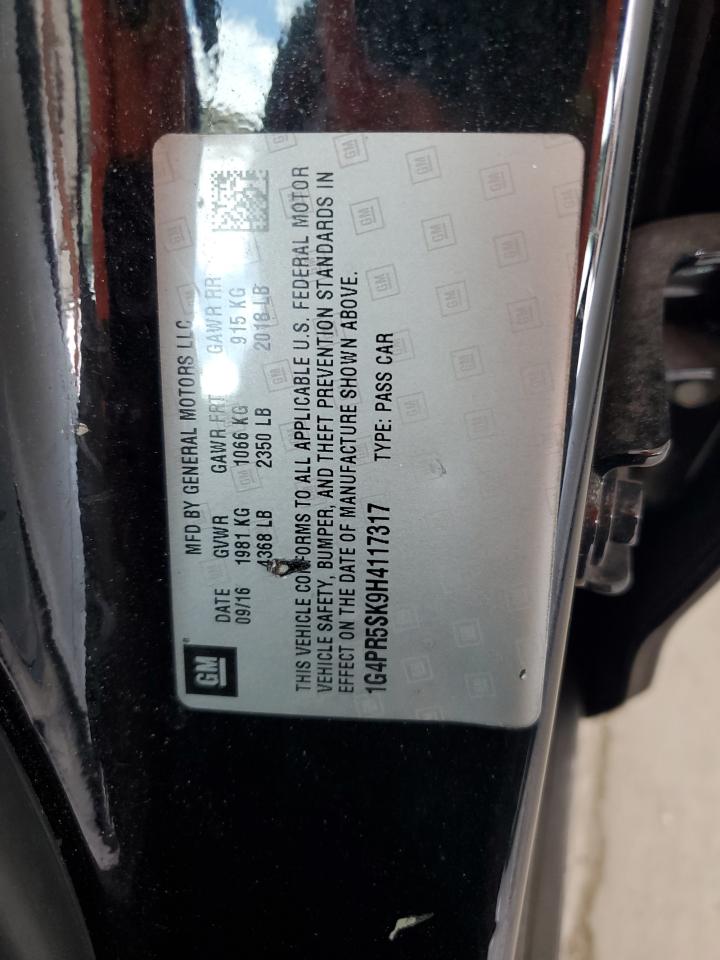 GM
MFD BY GENERAL MOTORS LLC
DATE GVWR GAWR FRT GAWR RR
09/16 1981 KG 1066 KG 915 KG
4368 LB 2350 LB 2018 LB
THIS VEHICLE CONFORMS TO ALL APPLICABLE U.S. FEDERAL MOTOR
VEHICLE SAFETY, BUMPER, AND THEFT PREVENTION STANDARDS IN
EFFECT ON THE DATE OF MANUFACTURE SHOWN ABOVE.
1G4PR5SK9H4117317 TYPE: PASS CAR